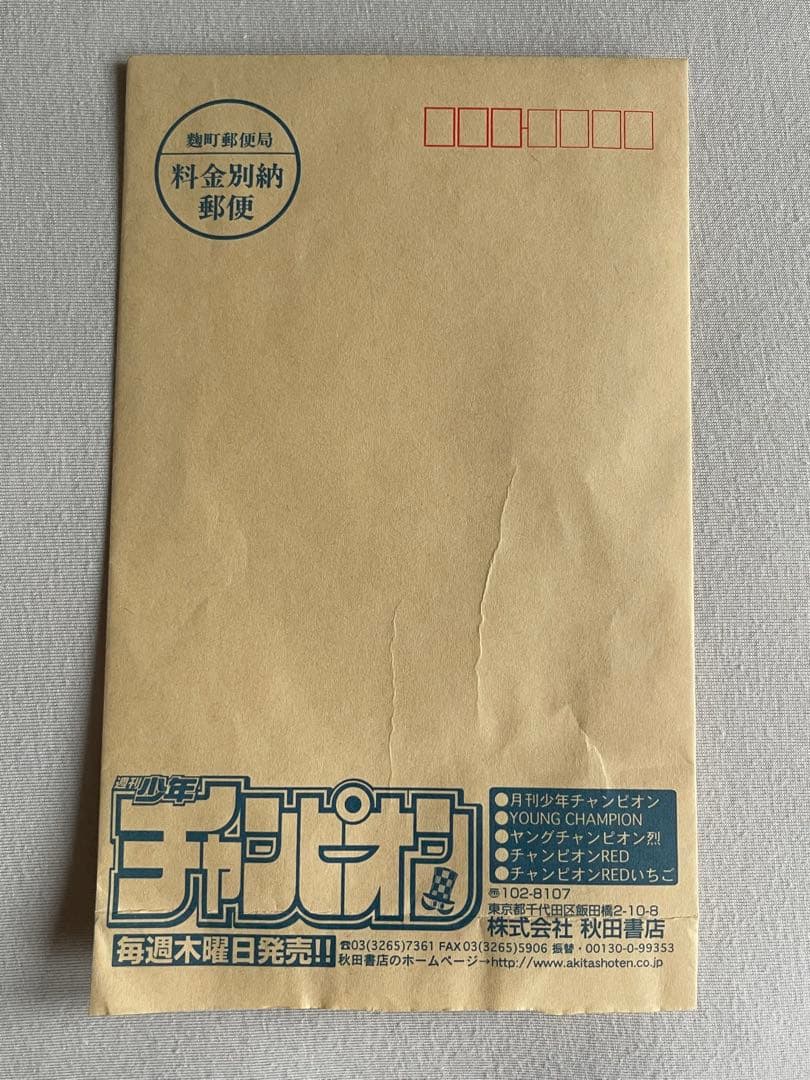 麴町郵便局
料金別納
郵便
週刊少年
チャンピオン
毎週木曜日発売!!
●月刊少年チャンピオン
●YOUNG CHAMPION
●ヤングチャンピオン烈
●チャンピオンRED
●チャンピオンREDいちご
〠102-8107
東京都千代田区飯田橋2-10-8
株式会社 秋田書店
☎03(3265)7361 FAX 03(3265)5906 振替・00130-0-99353
秋田書店のホームページ→http://www.akitashoten.co.jp